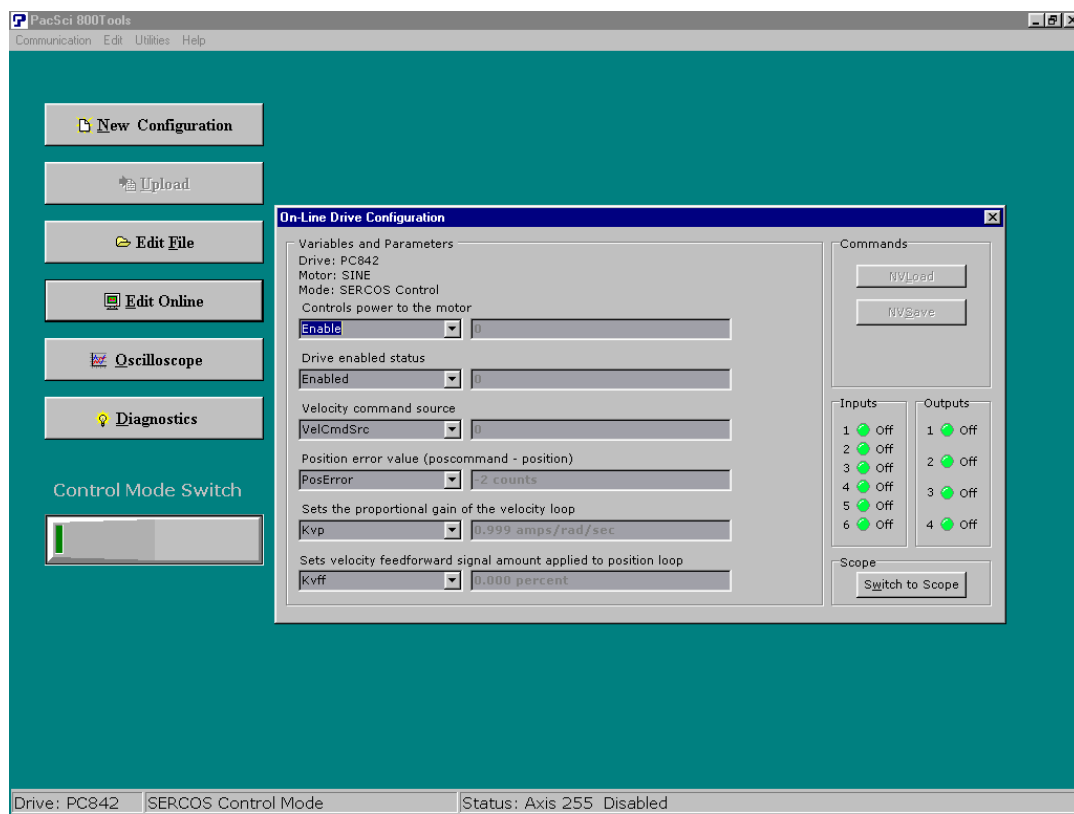 PacSci 800Tools
Communication Edit Utilities Help
New Configuration
Upload
Edit File
Edit Online
Oscilloscope
Diagnostics
Control Mode Switch
On-Line Drive Configuration
Variables and Parameters
Drive: PC842
Motor: SINE
Mode: SERCOS Control
Controls power to the motor
Enable 0
Drive enabled status
Enabled 0
Velocity command source
VelCmdSrc 0
Position error value (poscommand - position)
PosError -2 counts
Sets the proportional gain of the velocity loop
Kvp 0.999 amps/rad/sec
Sets velocity feedforward signal amount applied to position loop
Kvff 0.000 percent
Commands
NVLoad
NVSave
Inputs
1 Off
2 Off
3 Off
4 Off
5 Off
6 Off
Outputs
1 Off
2 Off
3 Off
4 Off
Scope
Switch to Scope
Drive: PC842 SERCOS Control Mode Status: Axis 255 Disabled